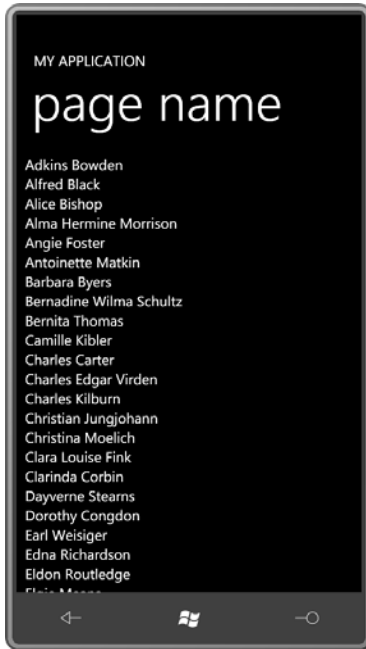 MY APPLICATION
page name
Adkins Bowden
Alfred Black
Alice Bishop
Alma Hermine Morrison
Angie Foster
Antoinette Matkin
Barbara Byers
Bernadine Wilma Schultz
Bernita Thomas
Camille Kibler
Charles Carter
Charles Edgar Virden
Charles Kilburn
Christian Jungjohann
Christina Moelich
Clara Louise Fink
Clarinda Corbin
Dayverne Stearns
Dorothy Congdon
Earl Weisiger
Edna Richardson
Eldon Routledge